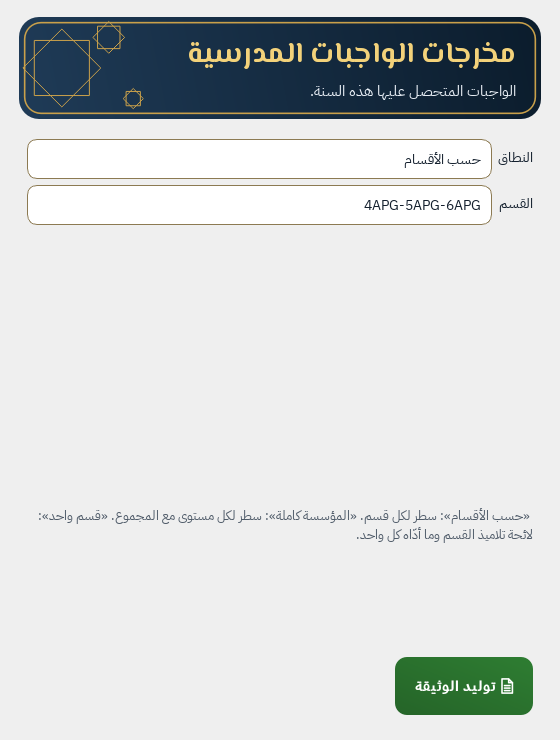 مخرجات الواجبات المدرسية
الواجبات المتحصل عليها هذه السنة.
النطاق
حسب الأقسام
القسم
4APG-5APG-6APG
«حسب الأقسام»: سطر لكل قسم. «المؤسسة كاملة»: سطر لكل مستوى مع المجموع. «قسم واحد»:
لائحة تلاميذ القسم وما أدّاه كل واحد.
توليد الوثيقة